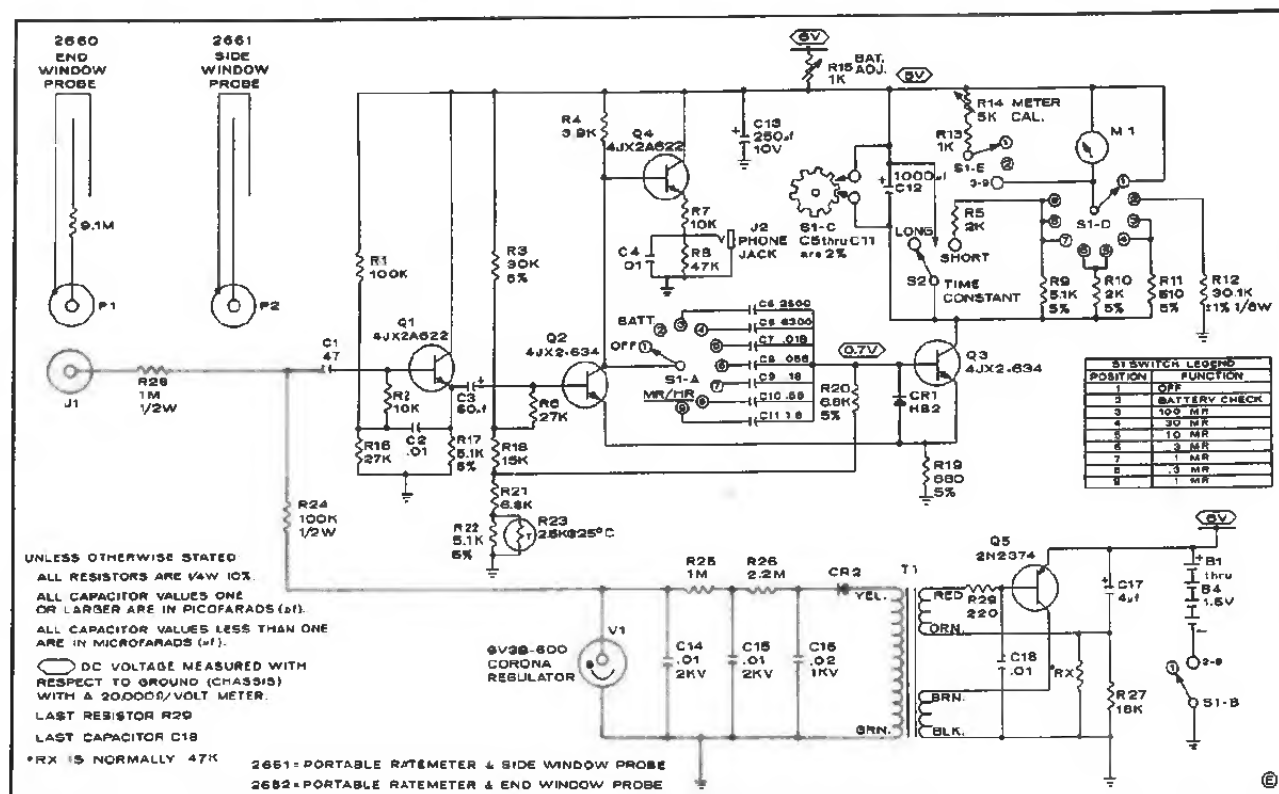 2660
END
WINDOW
PROBE
2661
SIDE
WINDOW
PROBE
9.1M
P1
P2
J1
R28
1M
1/2W
C1
47
R1
100K
Q1
4JX2A622
R2
10K
C2
.01
R16
27K
R17
5.1K
5%
C3
R3
30K
5%
R6
27K
R18
15K
R21
6.8K
R22
5.1K
5%
R23
2.5K@25°C
R24
100K
1/2W
R4
3.9K
Q4
4JX2A622
Q2
4JX2-634
R7
10K
R8
47K
C4
.01
J2
PHONE
JACK
C13
250µf
10V
6V
R15
1K
BAT.
ADJ.
5V
1000µf
C12
S1-C
C5 thru C11
are 2%
LONG
SHORT
S2
TIME
CONSTANT
R5
2K
R14 METER
5K CAL.
R13
1K
S1-E
1
2
3-9
M1
S1-D
R9
5.1K
5%
R10
2K
5%
R11
510
5%
R12
30.1K
±1% 1/8W
BATT.
OFF
S1-A
MR/HR
C7 .018
C8 .056
C9 .18
C11 1.8
R20
6.8K
5%
0.7V
CR1
HB2
Q3
4JX2-634
R19
680
5%
S1 SWITCH LEGEND
POSITION FUNCTION
1 OFF
2 BATTERY CHECK
3 100 MR
4 30 MR
5 10 MR
6 3 MR
7 1 MR
8 .3 MR
9 .1 MR
UNLESS OTHERWISE STATED
ALL RESISTORS ARE 1/4W 10%.
ALL CAPACITOR VALUES ONE
OR LARGER ARE IN PICOFARADS (pf).
ALL CAPACITOR VALUES LESS THAN ONE
ARE IN MICROFARADS (µf).
DC VOLTAGE MEASURED WITH
RESPECT TO GROUND (CHASSIS)
WITH A 20,000Ω/VOLT METER.
LAST RESISTOR R29
LAST CAPACITOR C18
*RX IS NORMALLY 47K
CORONA
REGULATOR
V1
R25
1M
R26
2.2M
CR2
C14
.01
2KV
C15
.01
2KV
C16
.02
1KV
T1
YEL.
GRN.
RED
ORN.
BRN.
BLK.
R29
220
Q5
2N2374
C18
.01
*RX
C17
4µf
R27
18K
6V
B1
thru
B4
1.5V
1
2-9
S1-B
2661 = PORTABLE RATEMETER & SIDE WINDOW PROBE
2662 = PORTABLE RATEMETER & END WINDOW PROBE
E